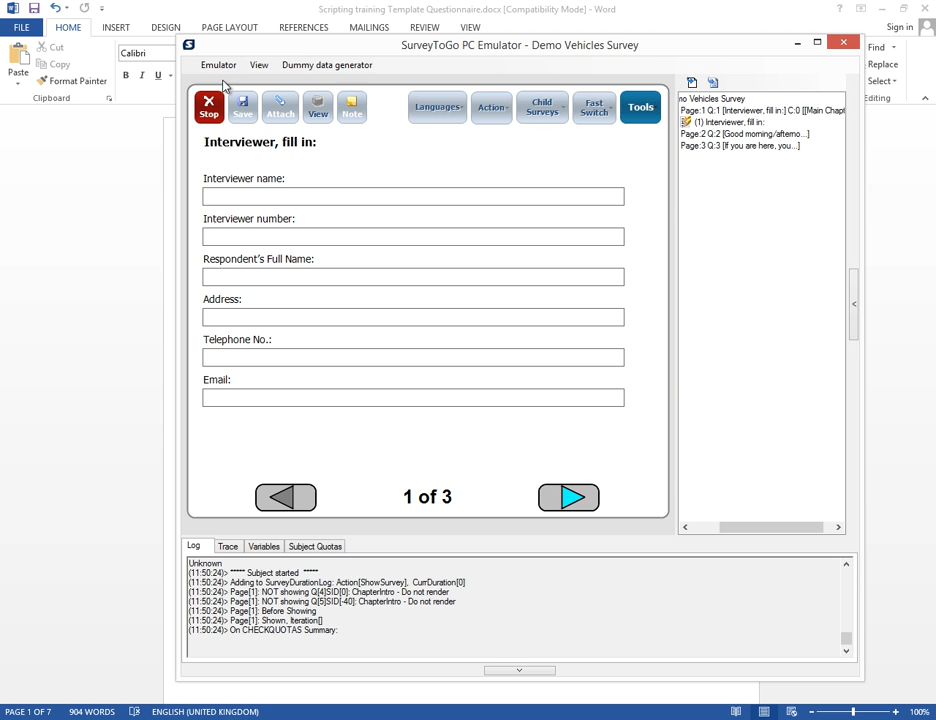 Scripting training Template Questionnaire.docx [Compatibility Mode] - Word
FILE HOME INSERT DESIGN PAGE LAYOUT REFERENCES MAILINGS REVIEW VIEW Sign in
Paste
Cut
Copy
Format Painter
Clipboard
Calibri
B I U
Find
Replace
Select
Editing
SurveyToGo PC Emulator - Demo Vehicles Survey
Emulator View Dummy data generator
Stop Save Attach View Note Languages Action Child Surveys Fast Switch Tools
Interviewer, fill in:
Interviewer name:
Interviewer number:
Respondent's Full Name:
Address:
Telephone No.:
Email:
1 of 3
mo Vehicles Survey
Page:1 Q:1 [Interviewer, fill in:] C:0 [[Main Chapt
(1) Interviewer, fill in:
Page:2 Q:2 [Good morning/afterno...]
Page:3 Q:3 [If you are here, you...]
Log Trace Variables Subject Quotas
Unknown
(11:50:24)> ***** Subject started *****
(11:50:24)> Adding to SurveyDurationLog: Action[ShowSurvey], CurrDuration[0]
(11:50:24)> Page[1]: NOT showing Q[4]SID[0]: ChapterIntro - Do not render
(11:50:24)> Page[1]: NOT showing Q[5]SID[-40]: ChapterIntro - Do not render
(11:50:24)> Page[1]: Before Showing
(11:50:24)> Page[1]: Shown, Iteration[]
(11:50:24)> On CHECKQUOTAS Summary:
PAGE 1 OF 7 904 WORDS ENGLISH (UNITED KINGDOM) 100%